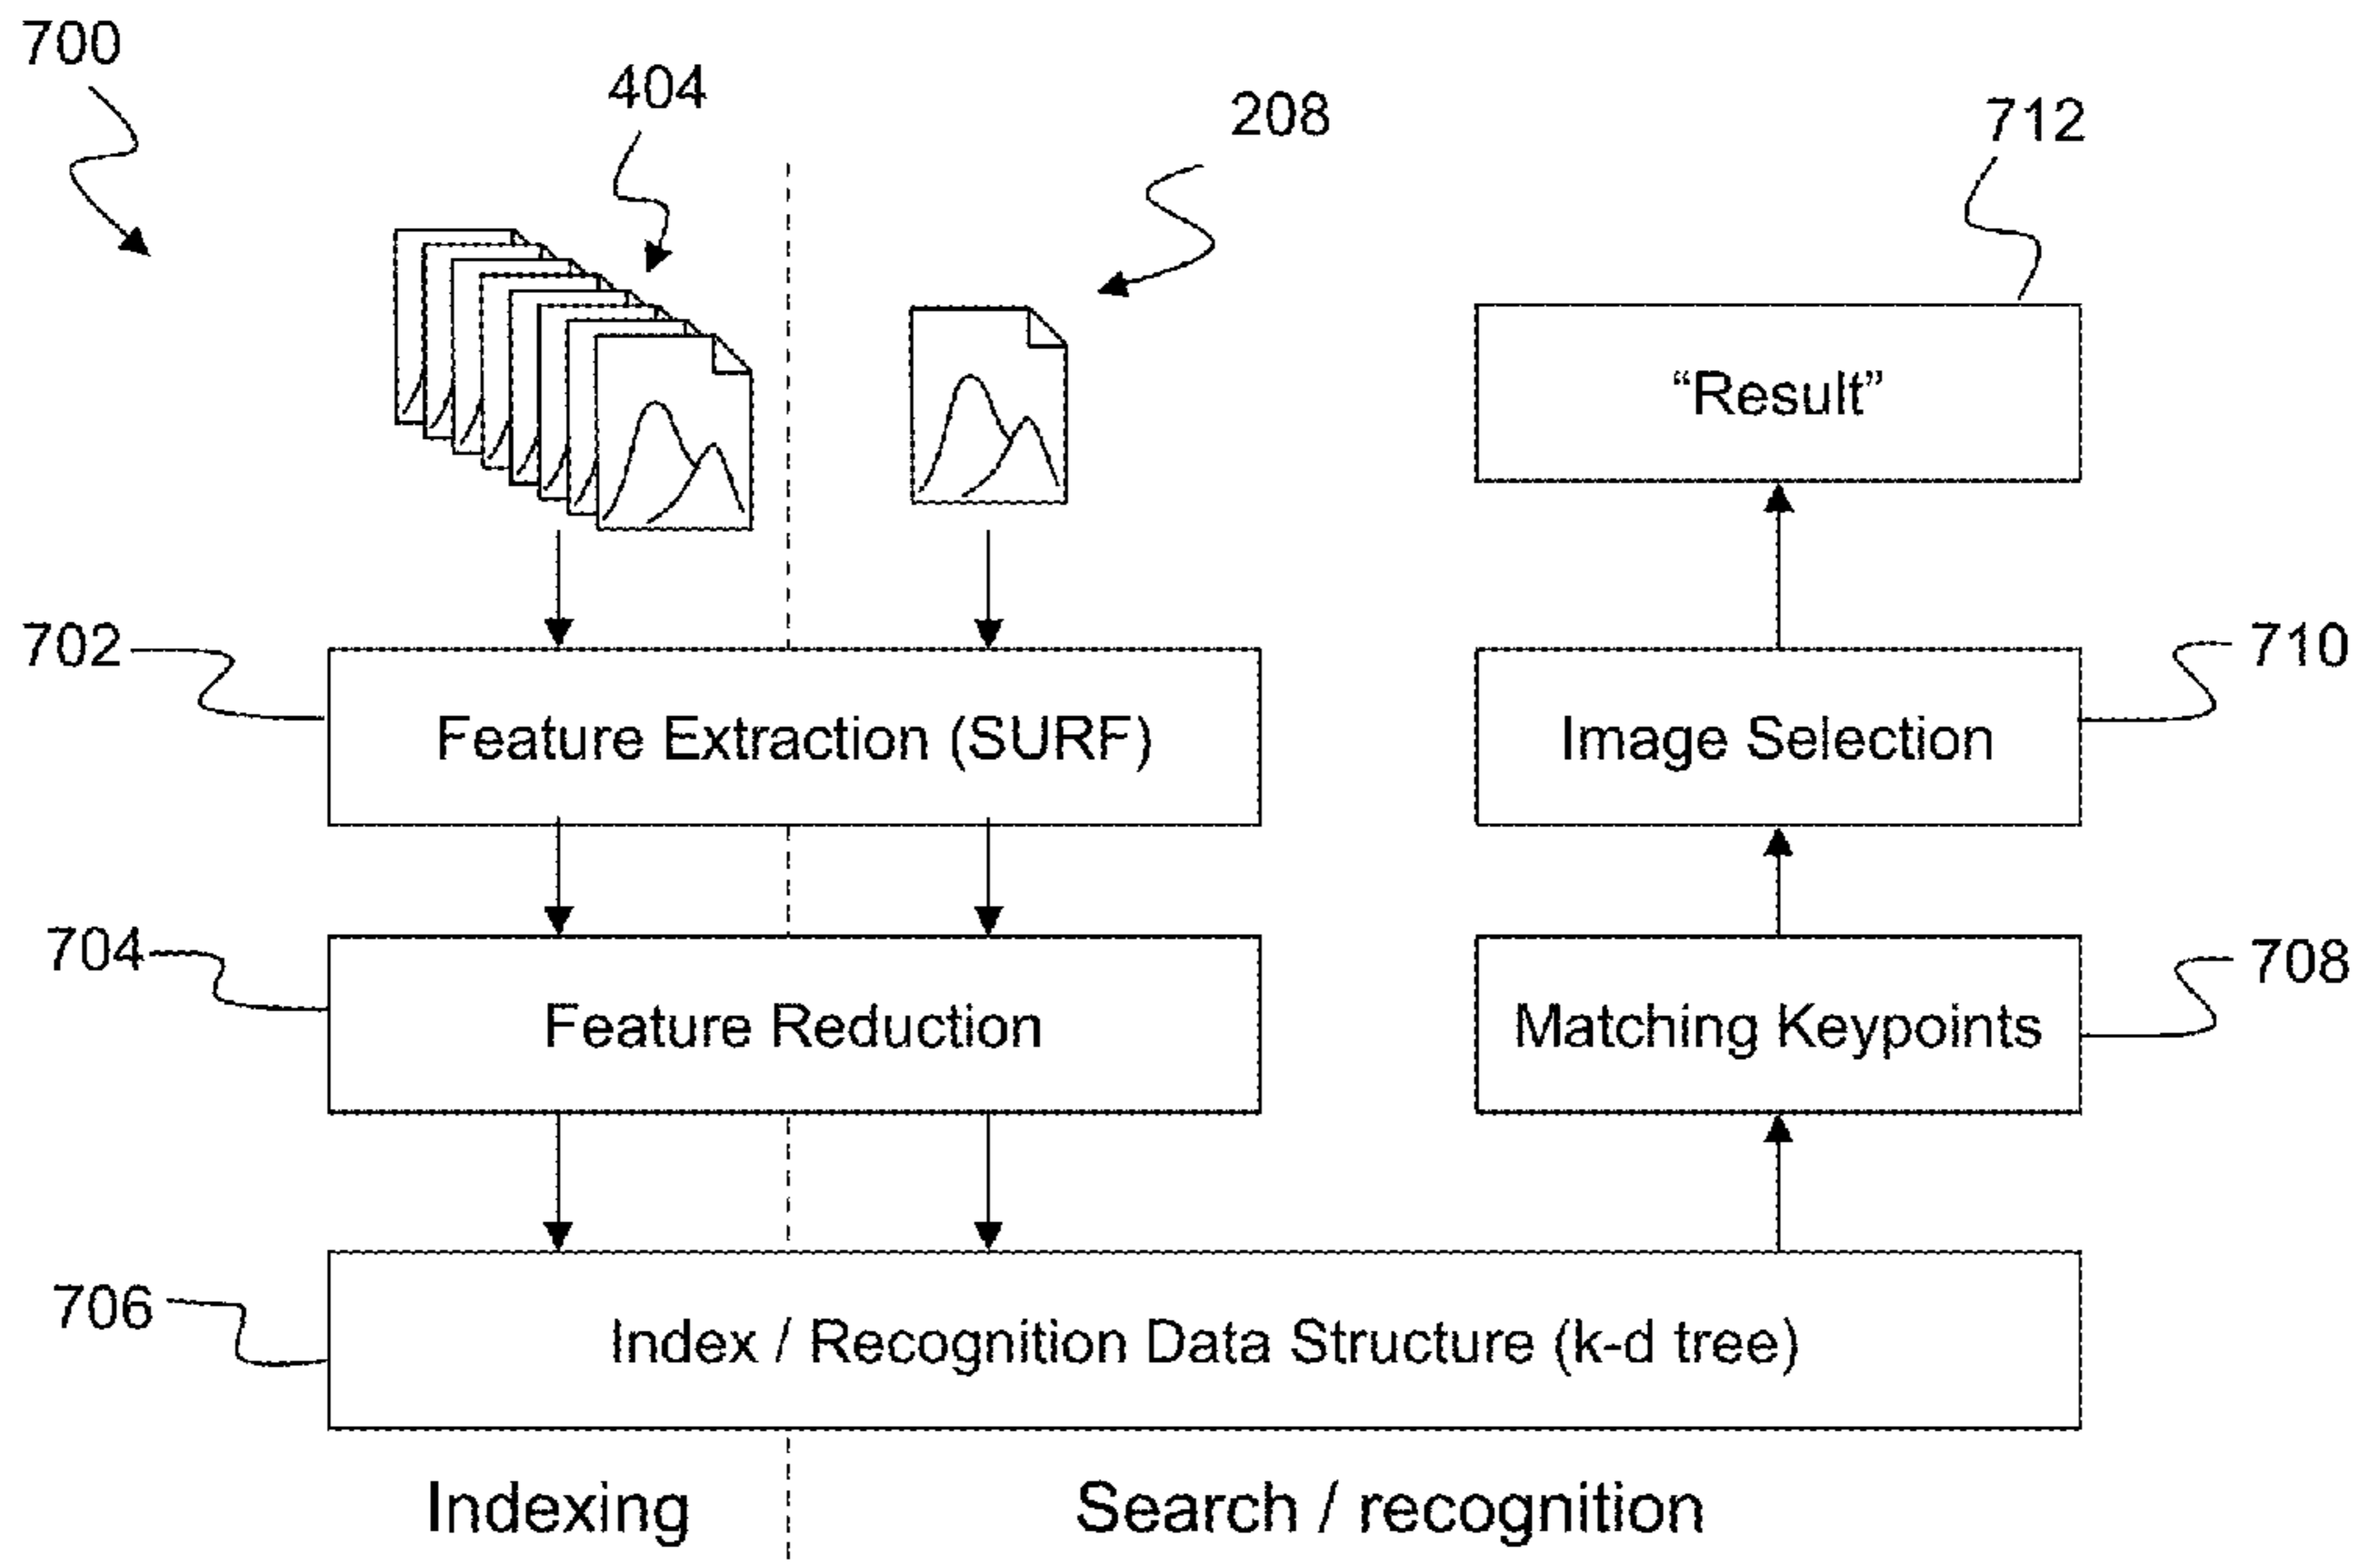 700
404
208
712
“Result”
702
710
Feature Extraction (SURF)
Image Selection
704
708
Feature Reduction
Matching Keypoints
706
Index / Recognition Data Structure (k-d tree)
Indexing
Search / recognition